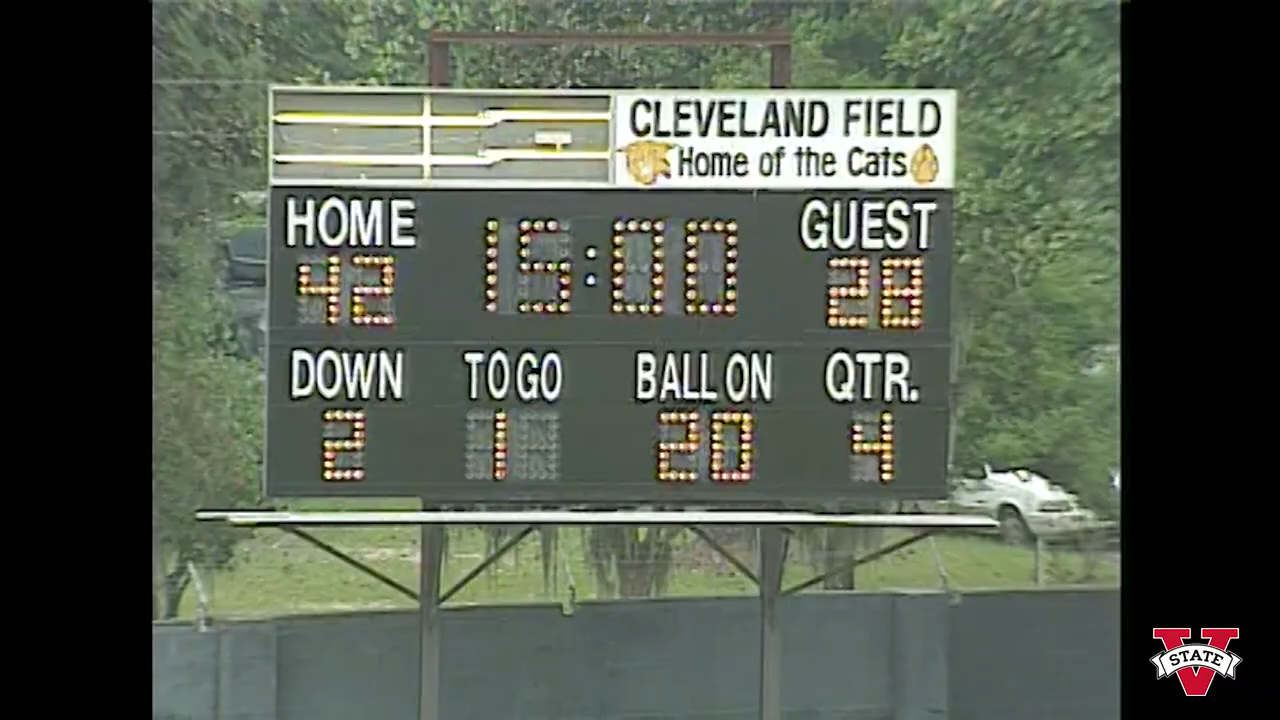 CLEVELAND FIELD
Home of the Cats
HOME 15:00 GUEST
42 28
DOWN TO GO BALL ON QTR.
2 1 20 4
V
STATE